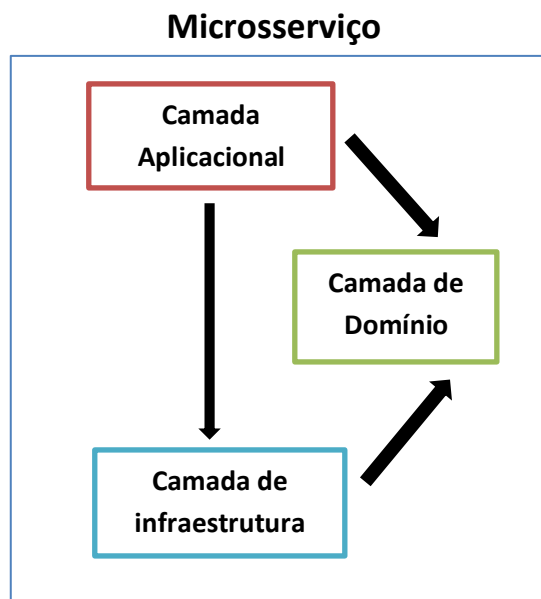 Microsserviço
Camada
Aplicacional
Camada de
Domínio
Camada de
infraestrutura